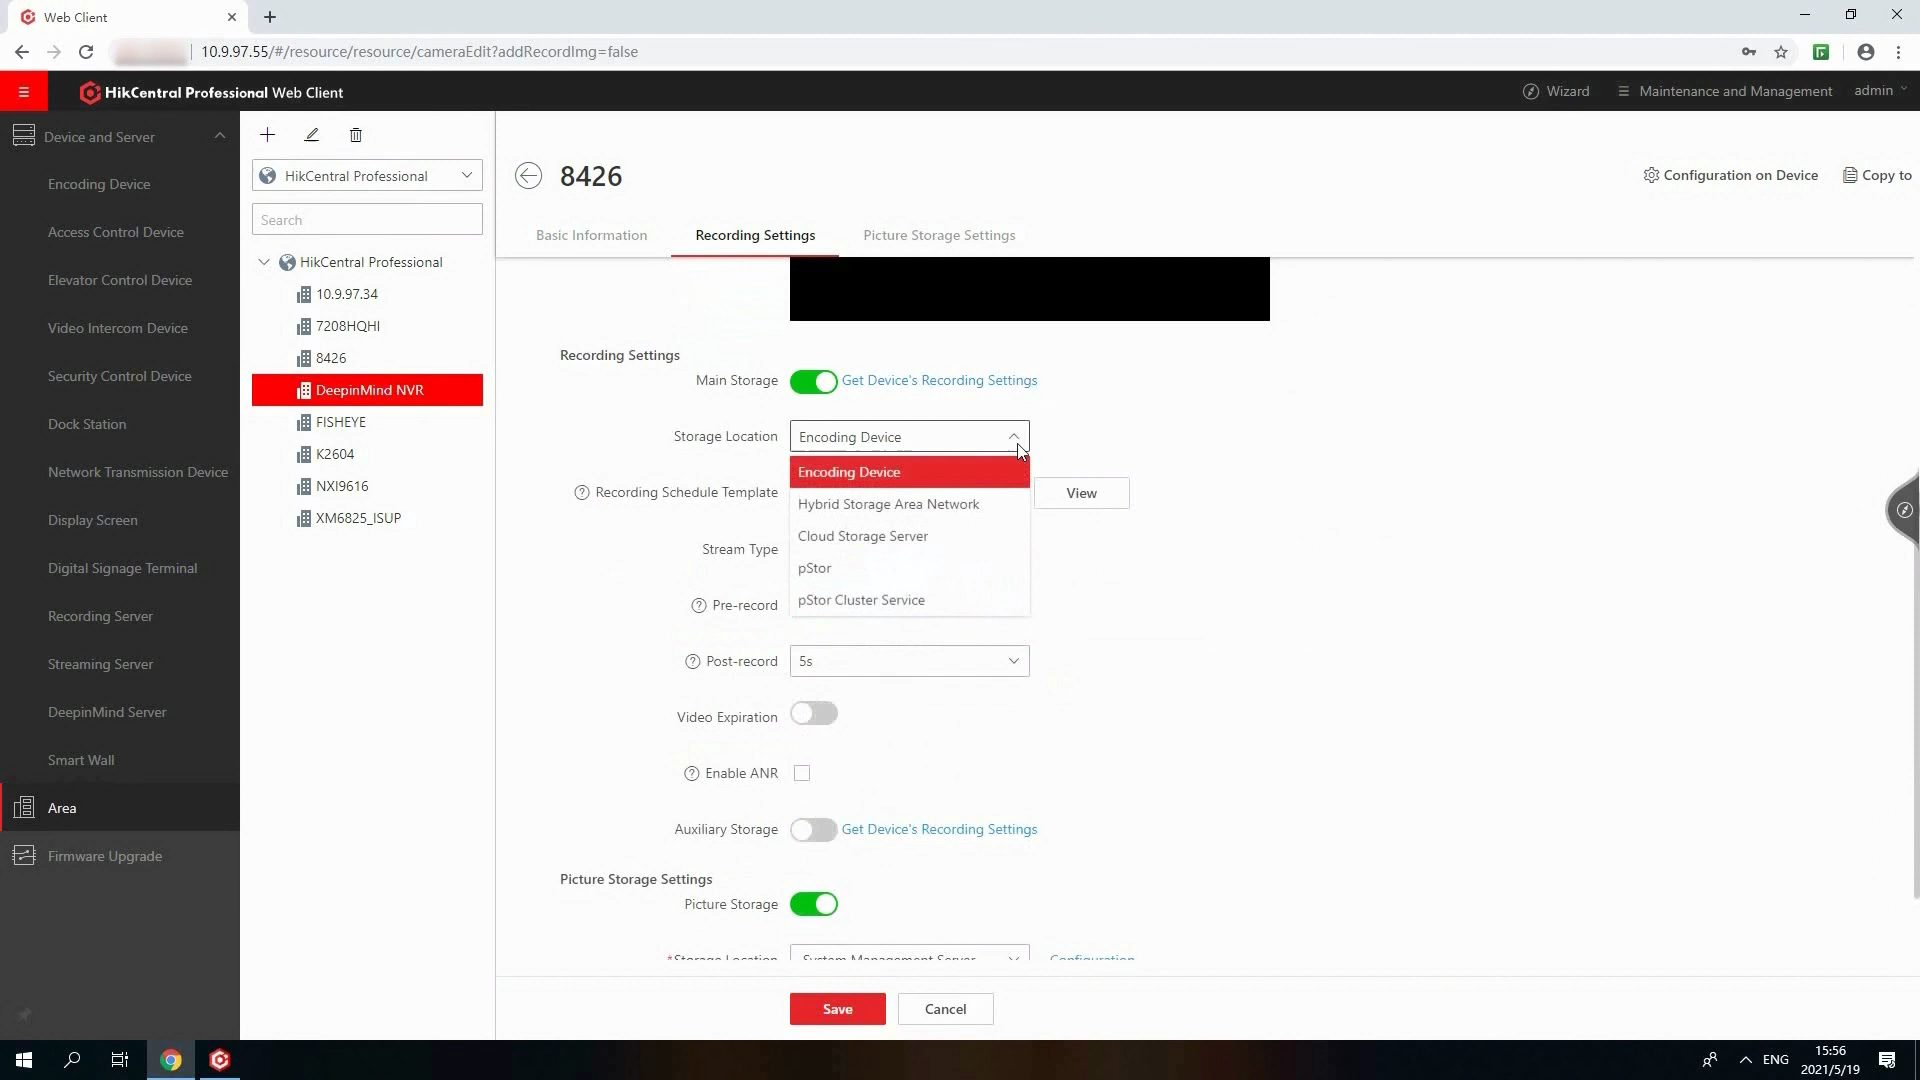 Web Client
10.9.97.55/#/resource/resource/cameraEdit?addRecordImg=false
HikCentral Professional Web Client
Wizard
Maintenance and Management
admin
Device and Server
Encoding Device
Access Control Device
Elevator Control Device
Video Intercom Device
Security Control Device
Dock Station
Network Transmission Device
Display Screen
Digital Signage Terminal
Recording Server
Streaming Server
DeepinMind Server
Smart Wall
Area
Firmware Upgrade
HikCentral Professional
Search
HikCentral Professional
10.9.97.34
7208HQHI
8426
DeepinMind NVR
FISHEYE
K2604
NXI9616
XM6825_ISUP
8426
Configuration on Device
Copy to
Basic Information
Recording Settings
Picture Storage Settings
Recording Settings
Main Storage
Get Device's Recording Settings
Storage Location
Encoding Device
Encoding Device
Hybrid Storage Area Network
Cloud Storage Server
pStor
pStor Cluster Service
Recording Schedule Template
View
Stream Type
Pre-record
Post-record
5s
Video Expiration
Enable ANR
Auxiliary Storage
Get Device's Recording Settings
Picture Storage Settings
Picture Storage
*Storage Location
System Management Server
Configuration
Save
Cancel
ENG
15:56
2021/5/19